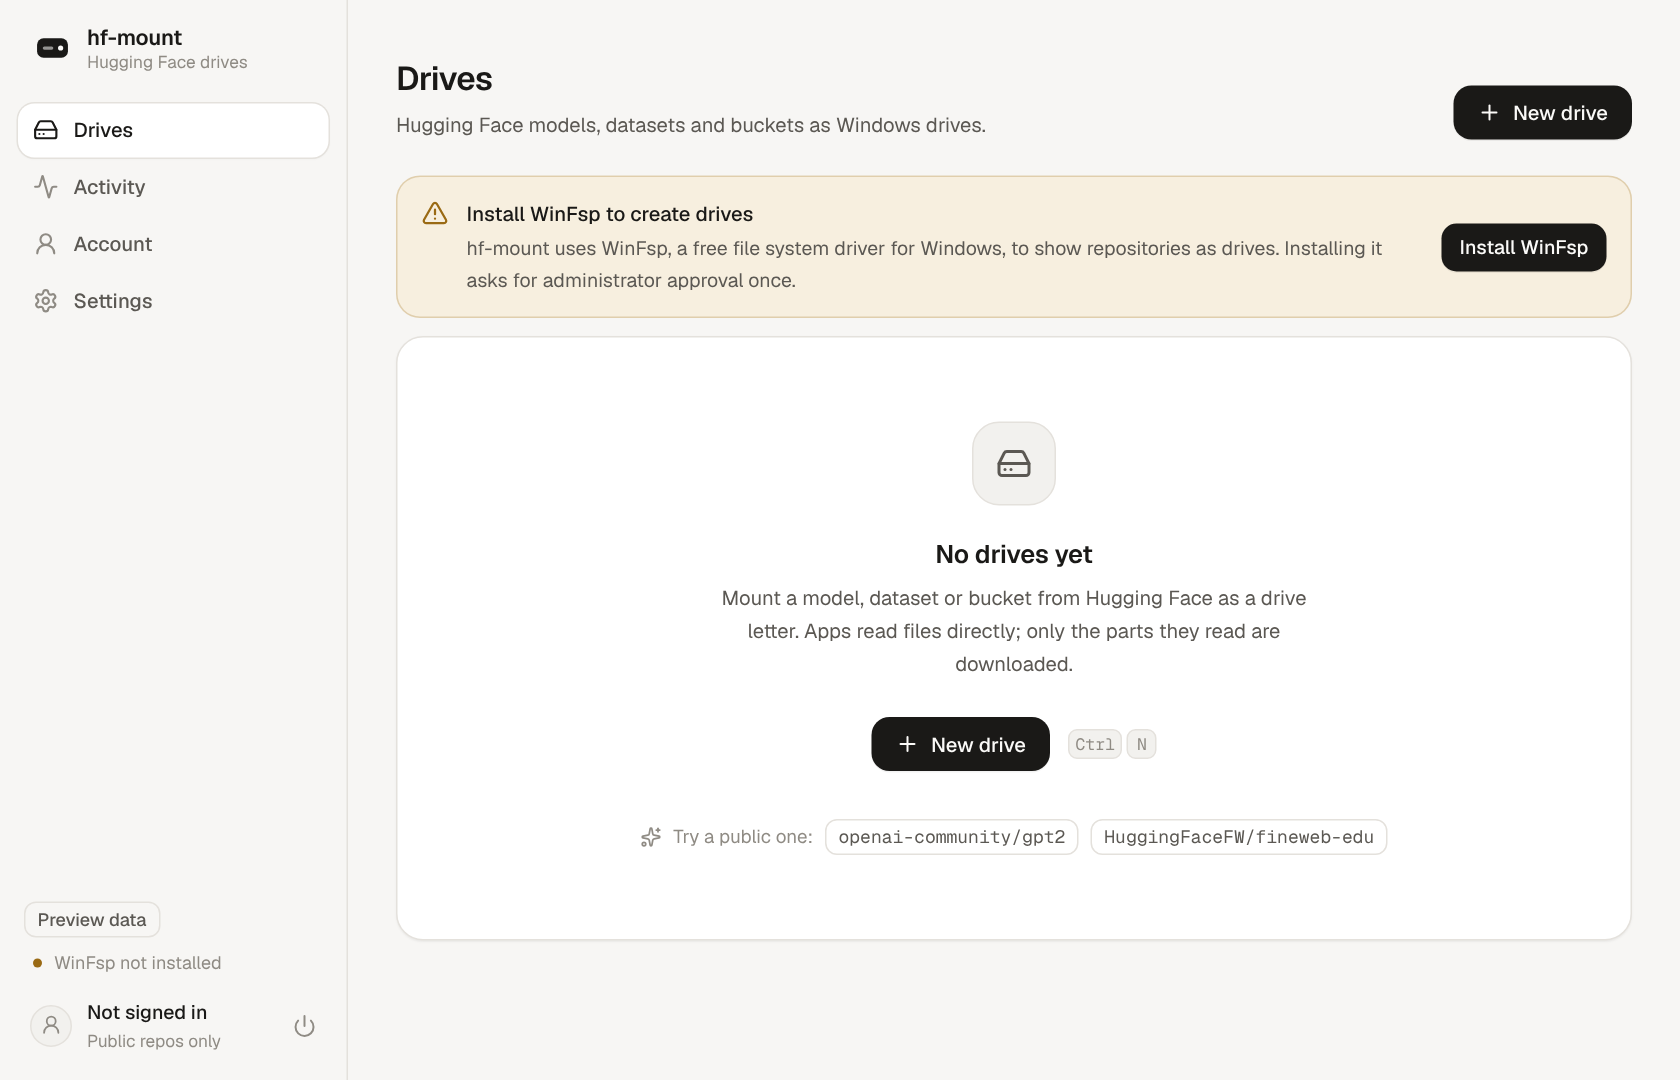 hf-mount
Hugging Face drives
Drives
Activity
Account
Settings
Preview data
WinFsp not installed
Not signed in
Public repos only
Drives
Hugging Face models, datasets and buckets as Windows drives.
New drive
Install WinFsp to create drives
hf-mount uses WinFsp, a free file system driver for Windows, to show repositories as drives. Installing it
asks for administrator approval once.
Install WinFsp
No drives yet
Mount a model, dataset or bucket from Hugging Face as a drive
letter. Apps read files directly; only the parts they read are
downloaded.
New drive Ctrl N
Try a public one: openai-community/gpt2 HuggingFaceFW/fineweb-edu